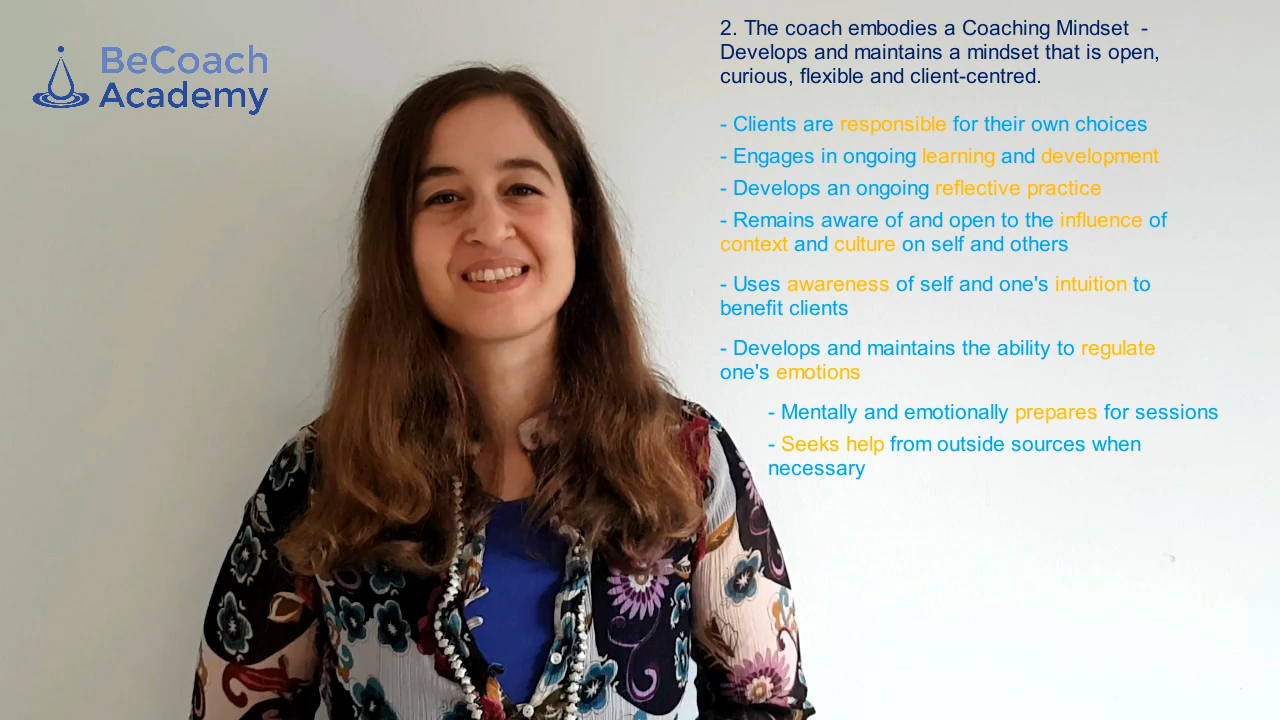 BeCoach
Academy
2. The coach embodies a Coaching Mindset -
Develops and maintains a mindset that is open,
curious, flexible and client-centred.
- Clients are responsible for their own choices
- Engages in ongoing learning and development
- Develops an ongoing reflective practice
- Remains aware of and open to the influence of
context and culture on self and others
- Uses awareness of self and one's intuition to
benefit clients
- Develops and maintains the ability to regulate
one's emotions
- Mentally and emotionally prepares for sessions
- Seeks help from outside sources when
necessary